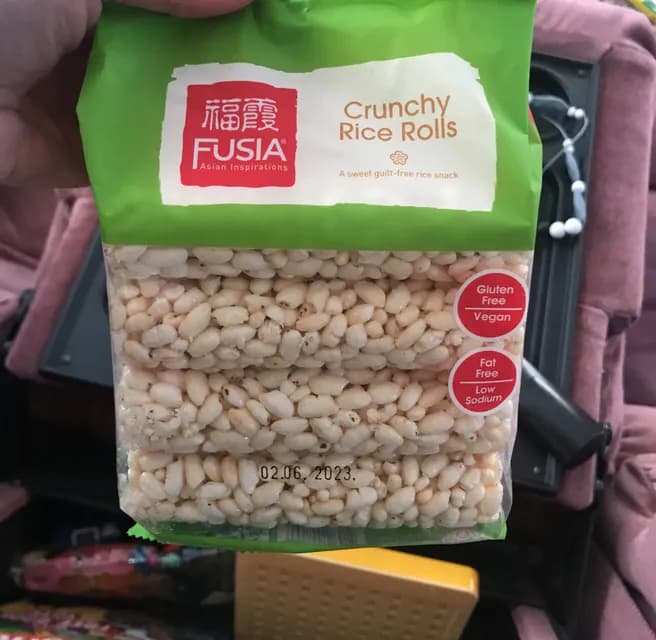 福霞
FUSIA®
Asian Inspirations
Crunchy
Rice Rolls
A sweet guilt-free rice snack
Gluten
Free
Vegan
Fat
Free
Low
Sodium
02.06. 2023.